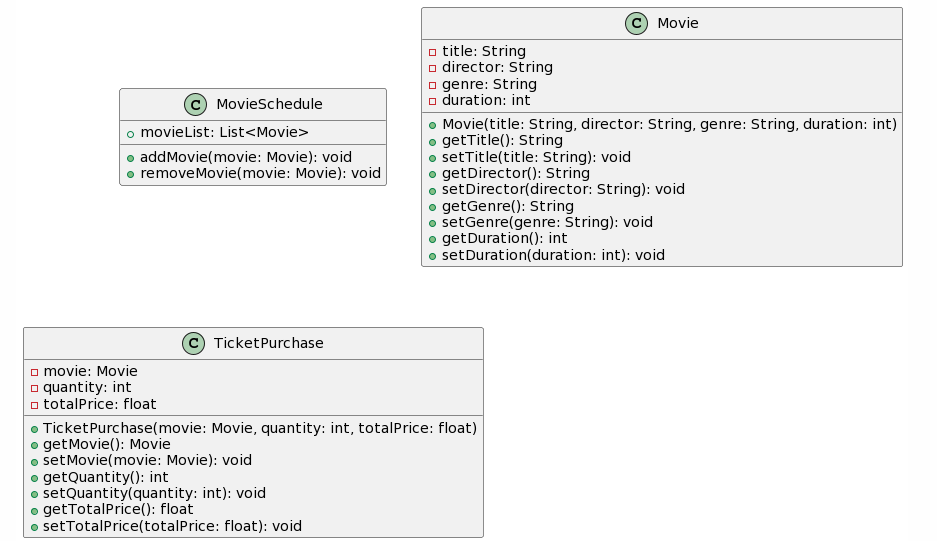 C MovieSchedule
movieList: List<Movie>
addMovie(movie: Movie): void
removeMovie(movie: Movie): void
C Movie
title: String
director: String
genre: String
duration: int
Movie(title: String, director: String, genre: String, duration: int)
getTitle(): String
setTitle(title: String): void
getDirector(): String
setDirector(director: String): void
getGenre(): String
setGenre(genre: String): void
getDuration(): int
setDuration(duration: int): void
C TicketPurchase
movie: Movie
quantity: int
totalPrice: float
TicketPurchase(movie: Movie, quantity: int, totalPrice: float)
getMovie(): Movie
setMovie(movie: Movie): void
getQuantity(): int
setQuantity(quantity: int): void
getTotalPrice(): float
setTotalPrice(totalPrice: float): void